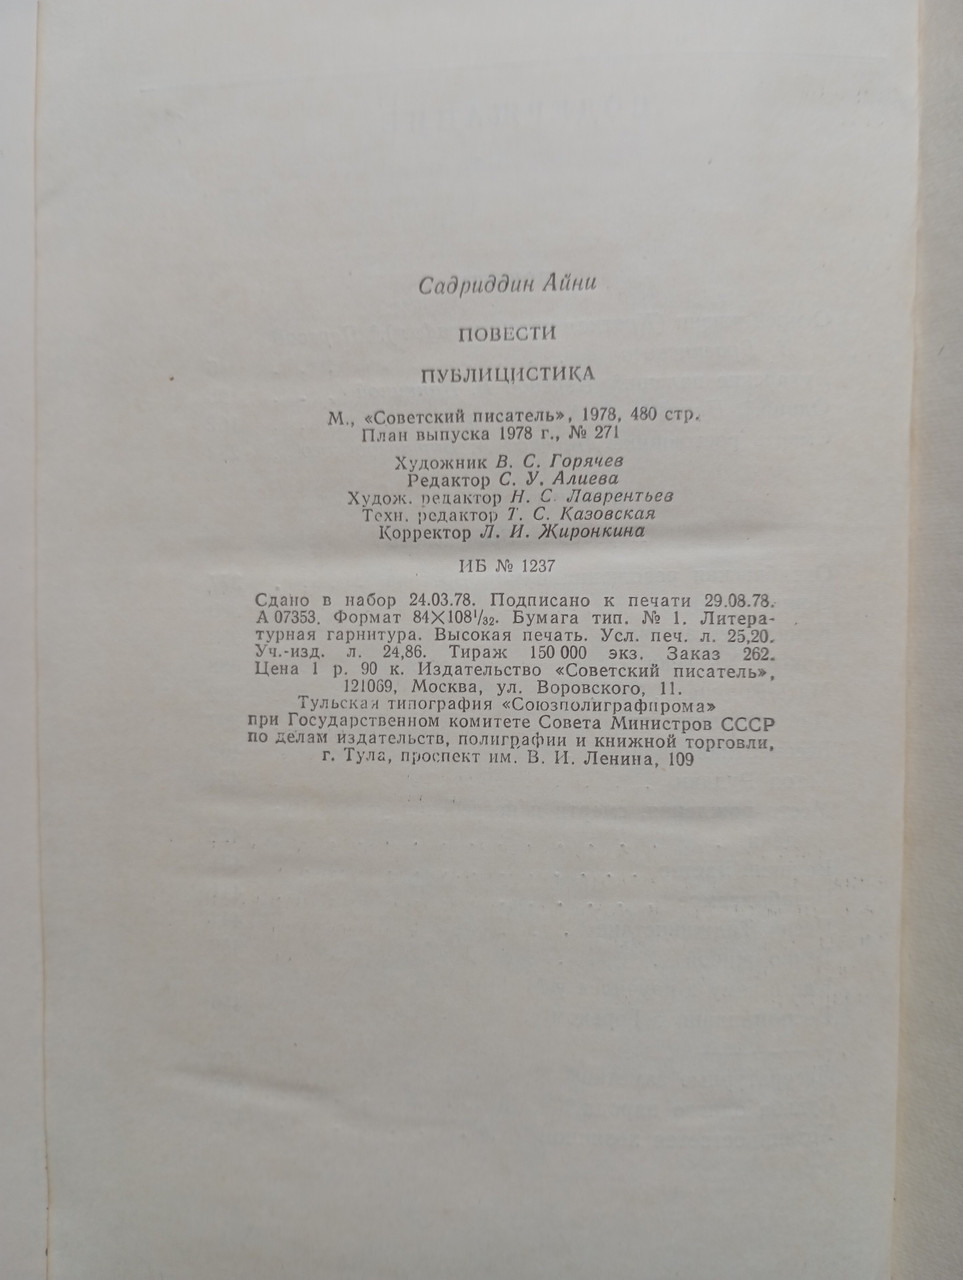 Садриддин Айни
ПОВЕСТИ
ПУБЛИЦИСТИКА
М., «Советский писатель», 1978, 480 стр.
План выпуска 1978 г., № 271
Художник В. С. Горячев
Редактор С. У. Алиева
Худож. редактор Н. С. Лаврентьев
Техн. редактор Т. С. Казовская
Корректор Л. И. Жиронкина
ИБ № 1237
Сдано в набор 24.03.78. Подписано к печати 29.08.78.
А 07353. Формат 84×108¹/₃₂. Бумага тип. № 1. Литера-
турная гарнитура. Высокая печать. Усл. печ. л. 25,20.
Уч.-изд. л. 24,86. Тираж 150 000 экз. Заказ 262.
Цена 1 р. 90 к. Издательство «Советский писатель»,
121069, Москва, ул. Воровского, 11.
Тульская типография «Союзполиграфпрома»
при Государственном комитете Совета Министров СССР
по делам издательств, полиграфии и книжной торговли,
г. Тула, проспект им. В. И. Ленина, 109